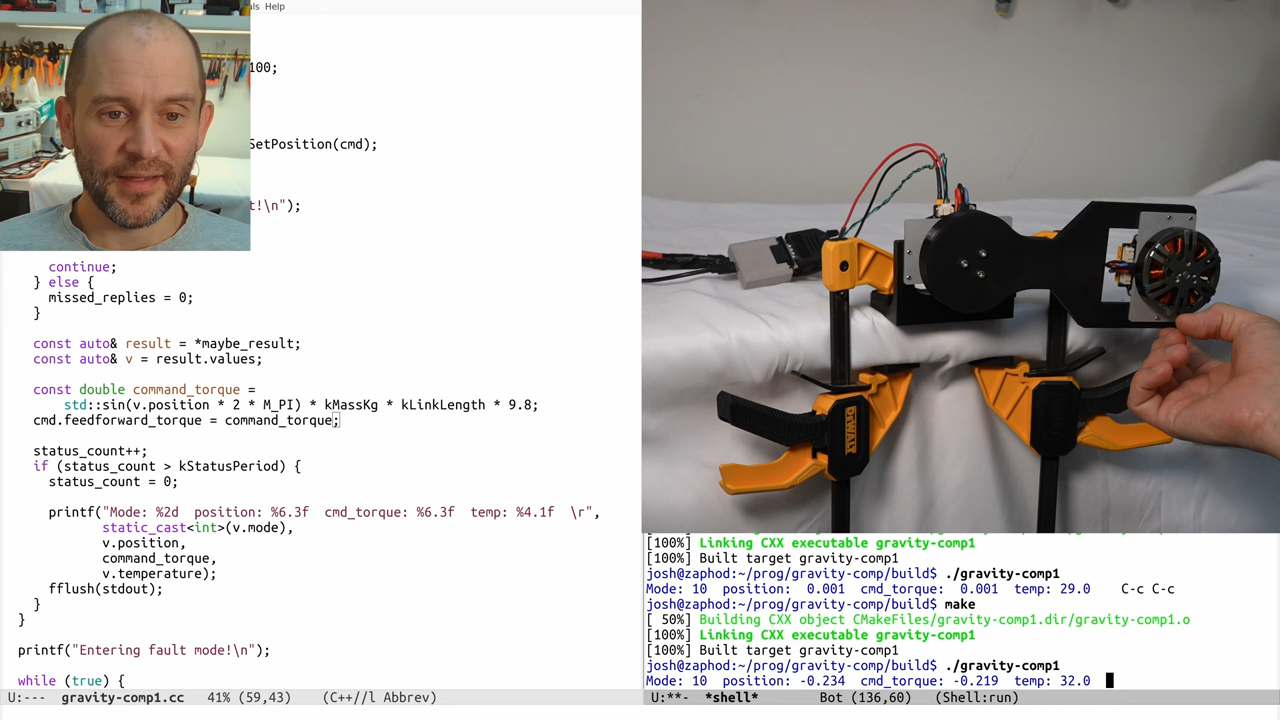 als Help
100;
SetPosition(cmd);
t!\n");
continue;
} else {
missed_replies = 0;
}
const auto& result = *maybe_result;
const auto& v = result.values;
const double command_torque =
std::sin(v.position * 2 * M_PI) * kMassKg * kLinkLength * 9.8;
cmd.feedforward_torque = command_torque;
status_count++;
if (status_count > kStatusPeriod) {
status_count = 0;
printf("Mode: %2d  position: %6.3f  cmd_torque: %6.3f  temp: %4.1f  \r",
static_cast<int>(v.mode),
v.position,
command_torque,
v.temperature);
fflush(stdout);
}
}
printf("Entering fault mode!\n");
while (true) {
U:---  gravity-comp1.cc   41% (59,43)    (C++//l Abbrev)
DEWALT
[100%] Linking CXX executable gravity-comp1
[100%] Built target gravity-comp1
josh@zaphod:~/prog/gravity-comp/build$ ./gravity-comp1
Mode: 10  position:  0.001  cmd_torque:  0.001  temp: 29.0    C-c C-c
josh@zaphod:~/prog/gravity-comp/build$ make
[ 50%] Building CXX object CMakeFiles/gravity-comp1.dir/gravity-comp1.o
[100%] Linking CXX executable gravity-comp1
[100%] Built target gravity-comp1
josh@zaphod:~/prog/gravity-comp/build$ ./gravity-comp1
Mode: 10  position: -0.234  cmd_torque: -0.219  temp: 32.0
U:**-  *shell*        Bot (136,60)   (Shell:run)